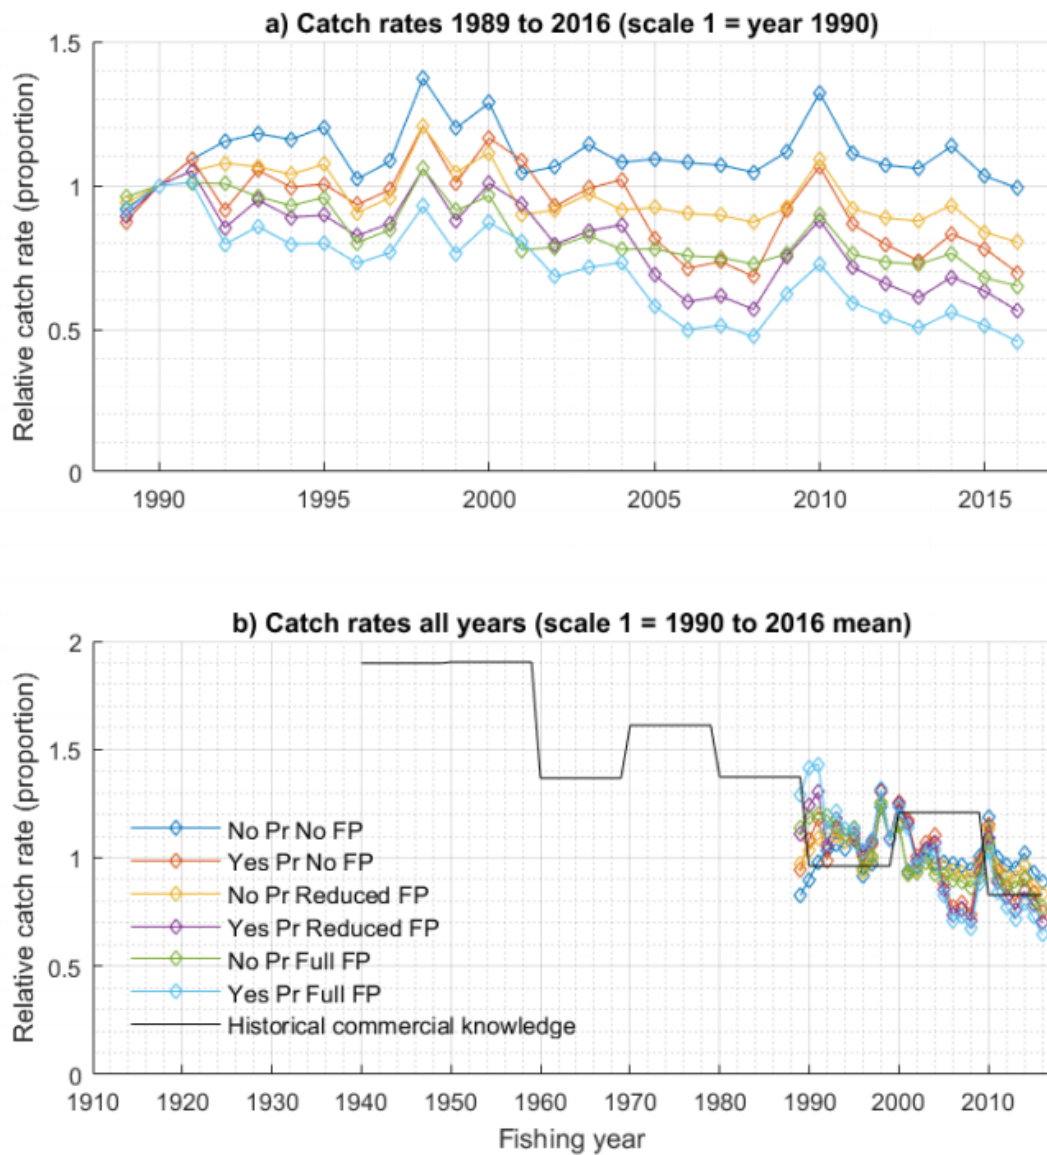 a) Catch rates 1989 to 2016 (scale 1 = year 1990)
Relative catch rate (proportion)
1.5
1
0.5
0
1990 1995 2000 2005 2010 2015
b) Catch rates all years (scale 1 = 1990 to 2016 mean)
Relative catch rate (proportion)
2
1.5
1
0.5
0
No Pr No FP
Yes Pr No FP
No Pr Reduced FP
Yes Pr Reduced FP
No Pr Full FP
Yes Pr Full FP
Historical commercial knowledge
1910 1920 1930 1940 1950 1960 1970 1980 1990 2000 2010
Fishing year